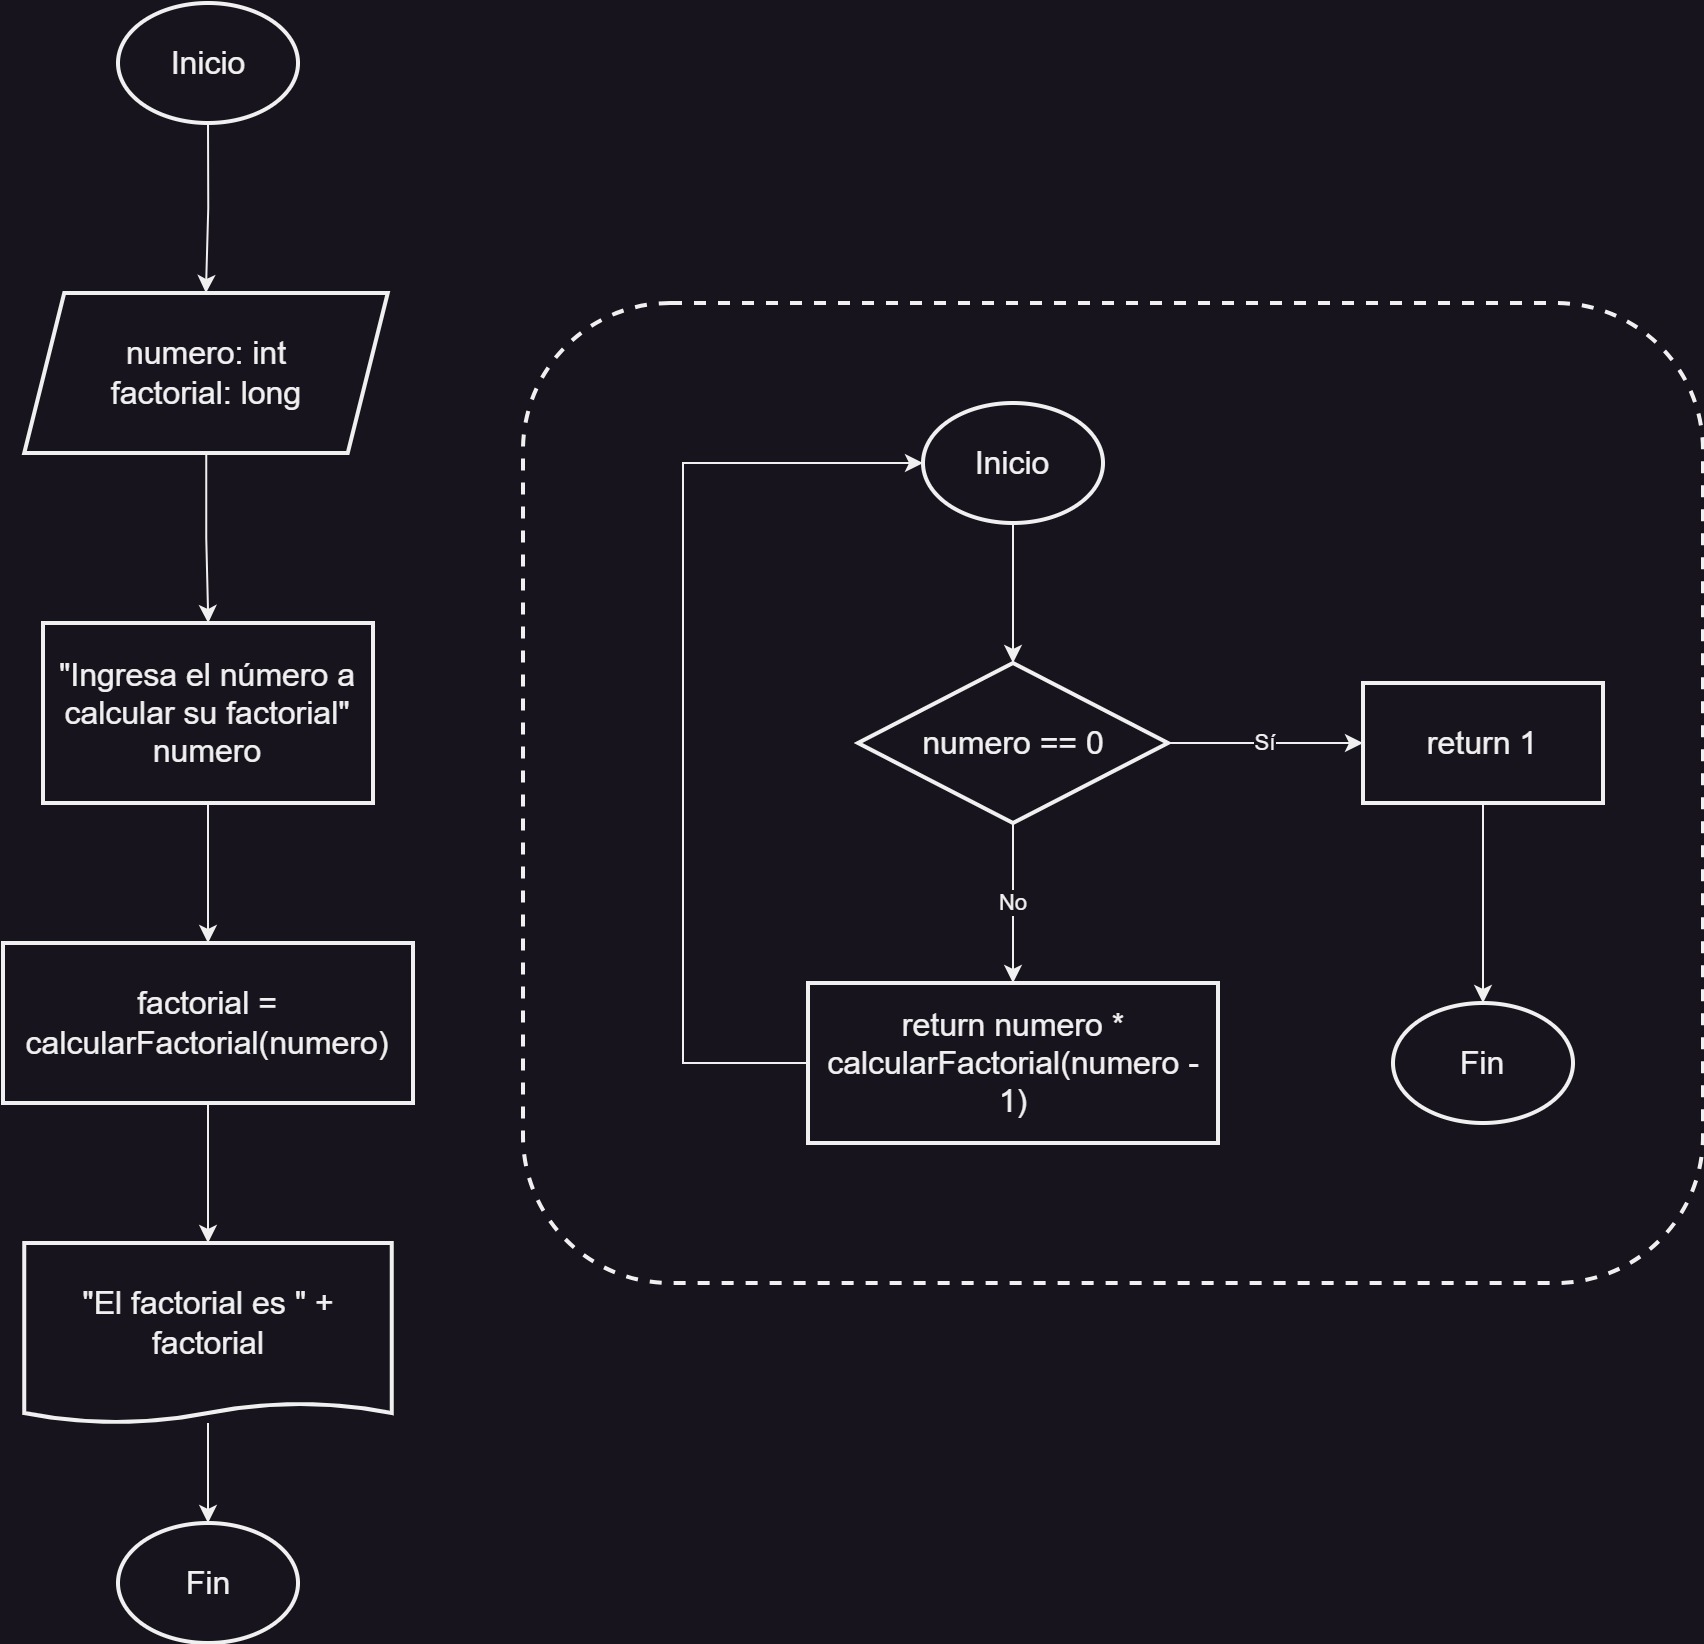 Inicio
numero: int
factorial: long
"Ingresa el número a
calcular su factorial"
numero
factorial =
calcularFactorial(numero)
"El factorial es " +
factorial
Fin
Inicio
numero == 0
Sí
return 1
No
return numero *
calcularFactorial(numero -
1)
Fin